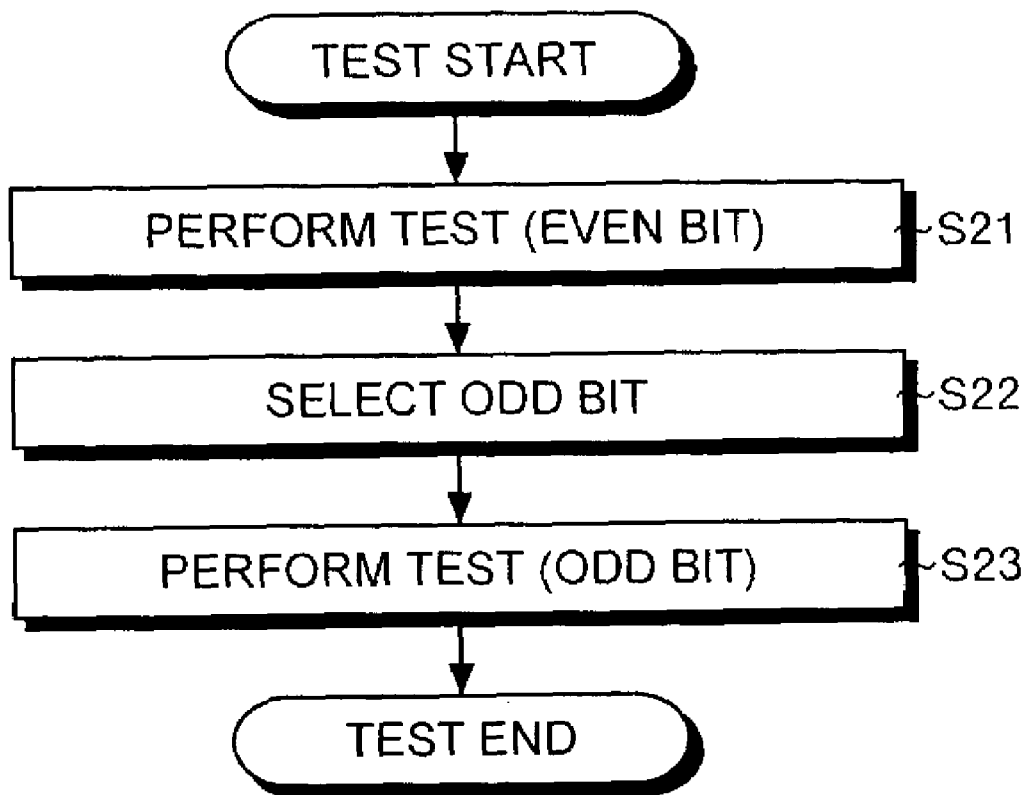 TEST START
PERFORM TEST (EVEN BIT)
S21
SELECT ODD BIT
S22
PERFORM TEST (ODD BIT)
S23
TEST END